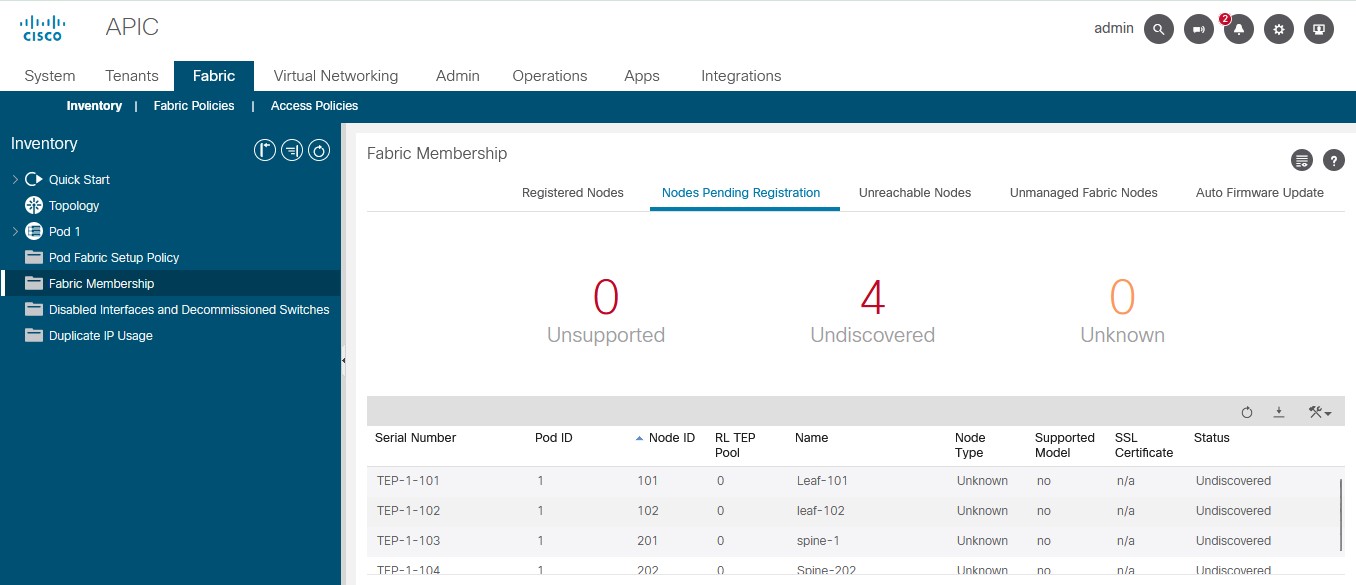 CISCO APIC admin 2
System Tenants Fabric Virtual Networking Admin Operations Apps Integrations
Inventory | Fabric Policies | Access Policies
Inventory
Quick Start
Topology
Pod 1
Pod Fabric Setup Policy
Fabric Membership
Disabled Interfaces and Decommissioned Switches
Duplicate IP Usage
Fabric Membership
?
Registered Nodes Nodes Pending Registration Unreachable Nodes Unmanaged Fabric Nodes Auto Firmware Update
0 4 0
Unsupported Undiscovered Unknown
Serial Number Pod ID Node ID RL TEP Pool Name Node Type Supported Model SSL Certificate Status
TEP-1-101 1 101 0 Leaf-101 Unknown no n/a Undiscovered
TEP-1-102 1 102 0 leaf-102 Unknown no n/a Undiscovered
TEP-1-103 1 201 0 spine-1 Unknown no n/a Undiscovered
TEP-1-104 1 202 0 Spine-202 Unknown no n/a Undiscovered